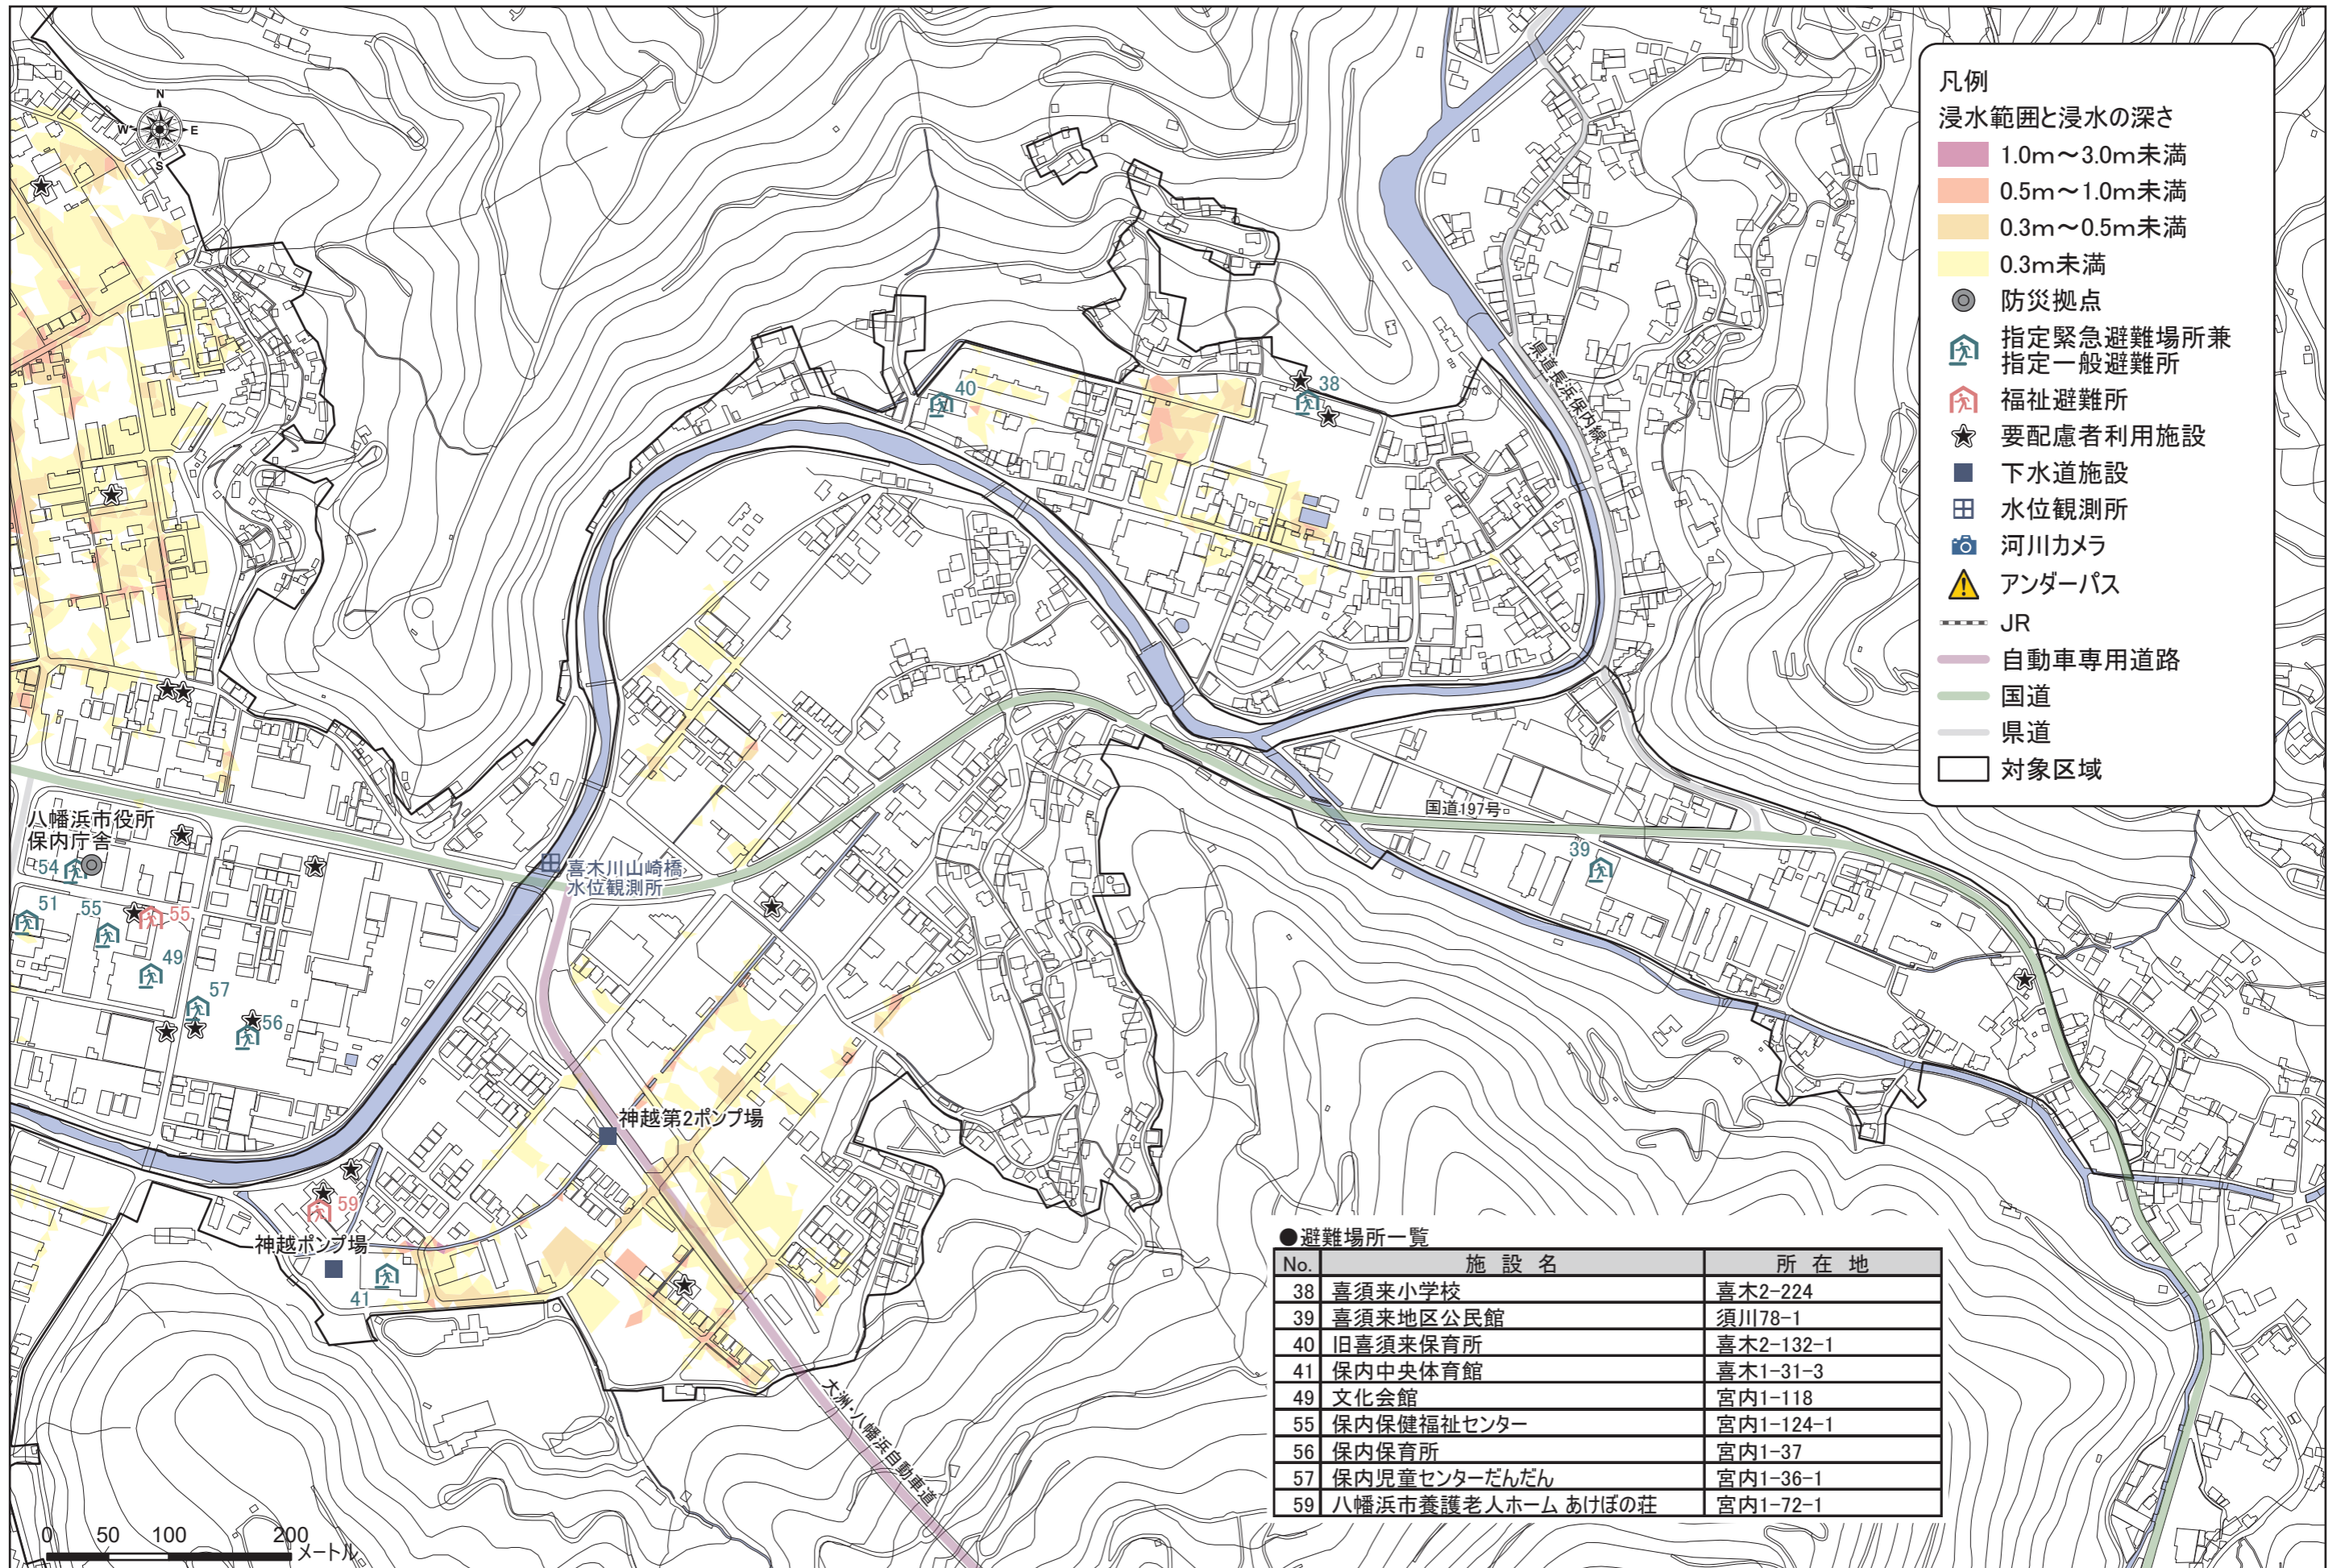 N
W
E
S
凡例
浸水範囲と浸水の深さ
1.0m～3.0m未満
0.5m～1.0m未満
0.3m～0.5m未満
0.3m未満
防災拠点
指定緊急避難場所兼
指定一般避難所
福祉避難所
要配慮者利用施設
下水道施設
水位観測所
河川カメラ
アンダーパス
JR
自動車専用道路
国道
県道
対象区域
40
38
県道長浜保内線
国道197号
39
八幡浜市役所
保内庁舎
54
喜木川山崎橋
水位観測所
51
55
55
49
57
56
神越第2ポンプ場
59
神越ポンプ場
41
大洲・八幡浜自動車道
●避難場所一覧
No. 施設名 所在地
38 喜須来小学校 喜木2-224
39 喜須来地区公民館 須川78-1
40 旧喜須来保育所 喜木2-132-1
41 保内中央体育館 喜木1-31-3
49 文化会館 宮内1-118
55 保内保健福祉センター 宮内1-124-1
56 保内保育所 宮内1-37
57 保内児童センターだんだん 宮内1-36-1
59 八幡浜市養護老人ホーム あけぼの荘 宮内1-72-1
0 50 100 200
メートル